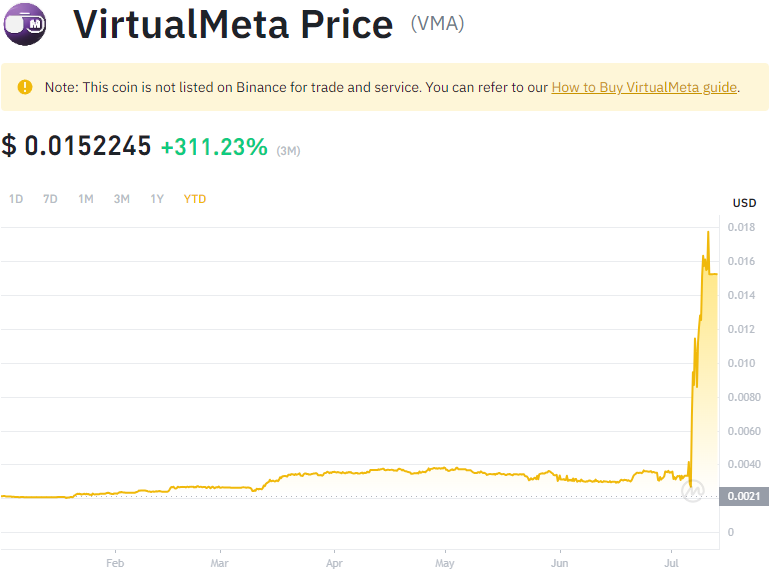 VirtualMeta Price (VMA)
Note: This coin is not listed on Binance for trade and service. You can refer to our How to Buy VirtualMeta guide.
$ 0.0152245 +311.23% (3M)
1D 7D 1M 3M 1Y YTD
USD
0.018
0.016
0.014
0.012
0.010
0.0080
0.0060
0.0040
0.0021
0
Feb Mar Apr May Jun Jul